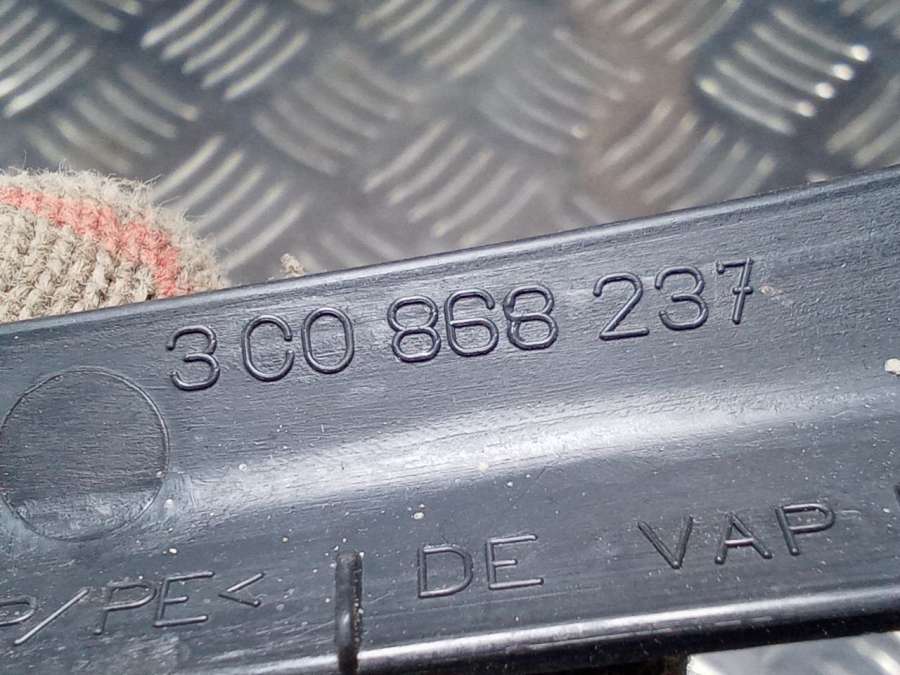 3C0 868 237
P/PE< DE VAP